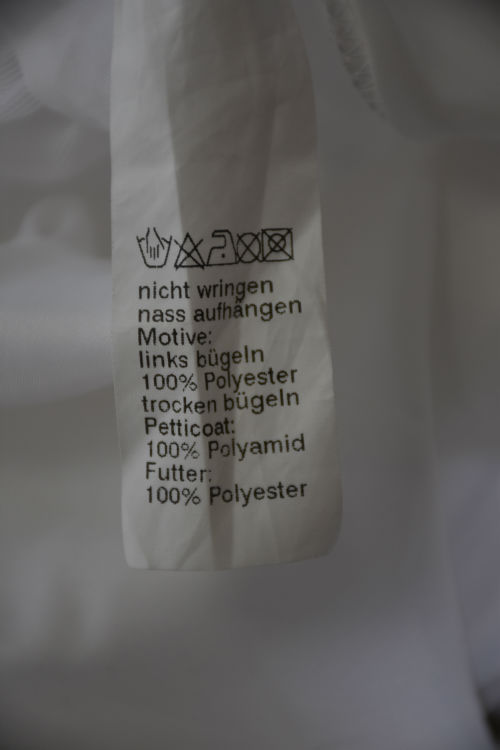 nicht wringen
nass aufhängen
Motive:
links bügeln
100% Polyester
trocken bügeln
Petticoat:
100% Polyamid
Futter:
100% Polyester